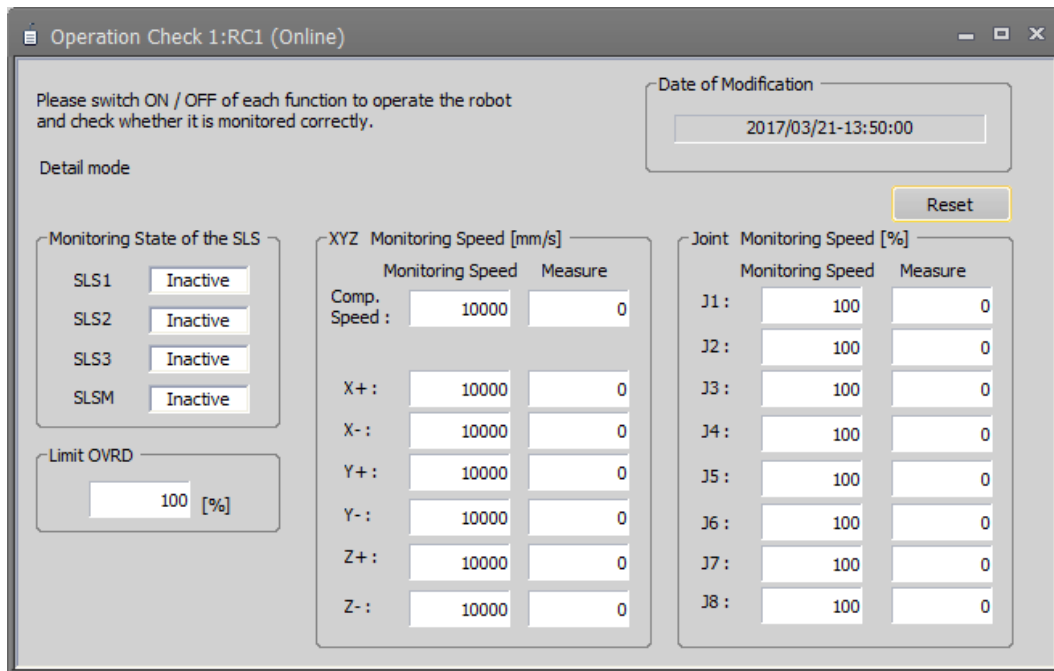 Operation Check 1:RC1 (Online)
Please switch ON / OFF of each function to operate the robot
and check whether it is monitored correctly.
Detail mode
Date of Modification
2017/03/21-13:50:00
Reset
Monitoring State of the SLS
SLS1 Inactive
SLS2 Inactive
SLS3 Inactive
SLSM Inactive
Limit OVRD
100 [%]
XYZ Monitoring Speed [mm/s]
Monitoring Speed Measure
Comp.
Speed : 10000 0
X+ : 10000 0
X- : 10000 0
Y+ : 10000 0
Y- : 10000 0
Z+ : 10000 0
Z- : 10000 0
Joint Monitoring Speed [%]
Monitoring Speed Measure
J1 : 100 0
J2 : 100 0
J3 : 100 0
J4 : 100 0
J5 : 100 0
J6 : 100 0
J7 : 100 0
J8 : 100 0